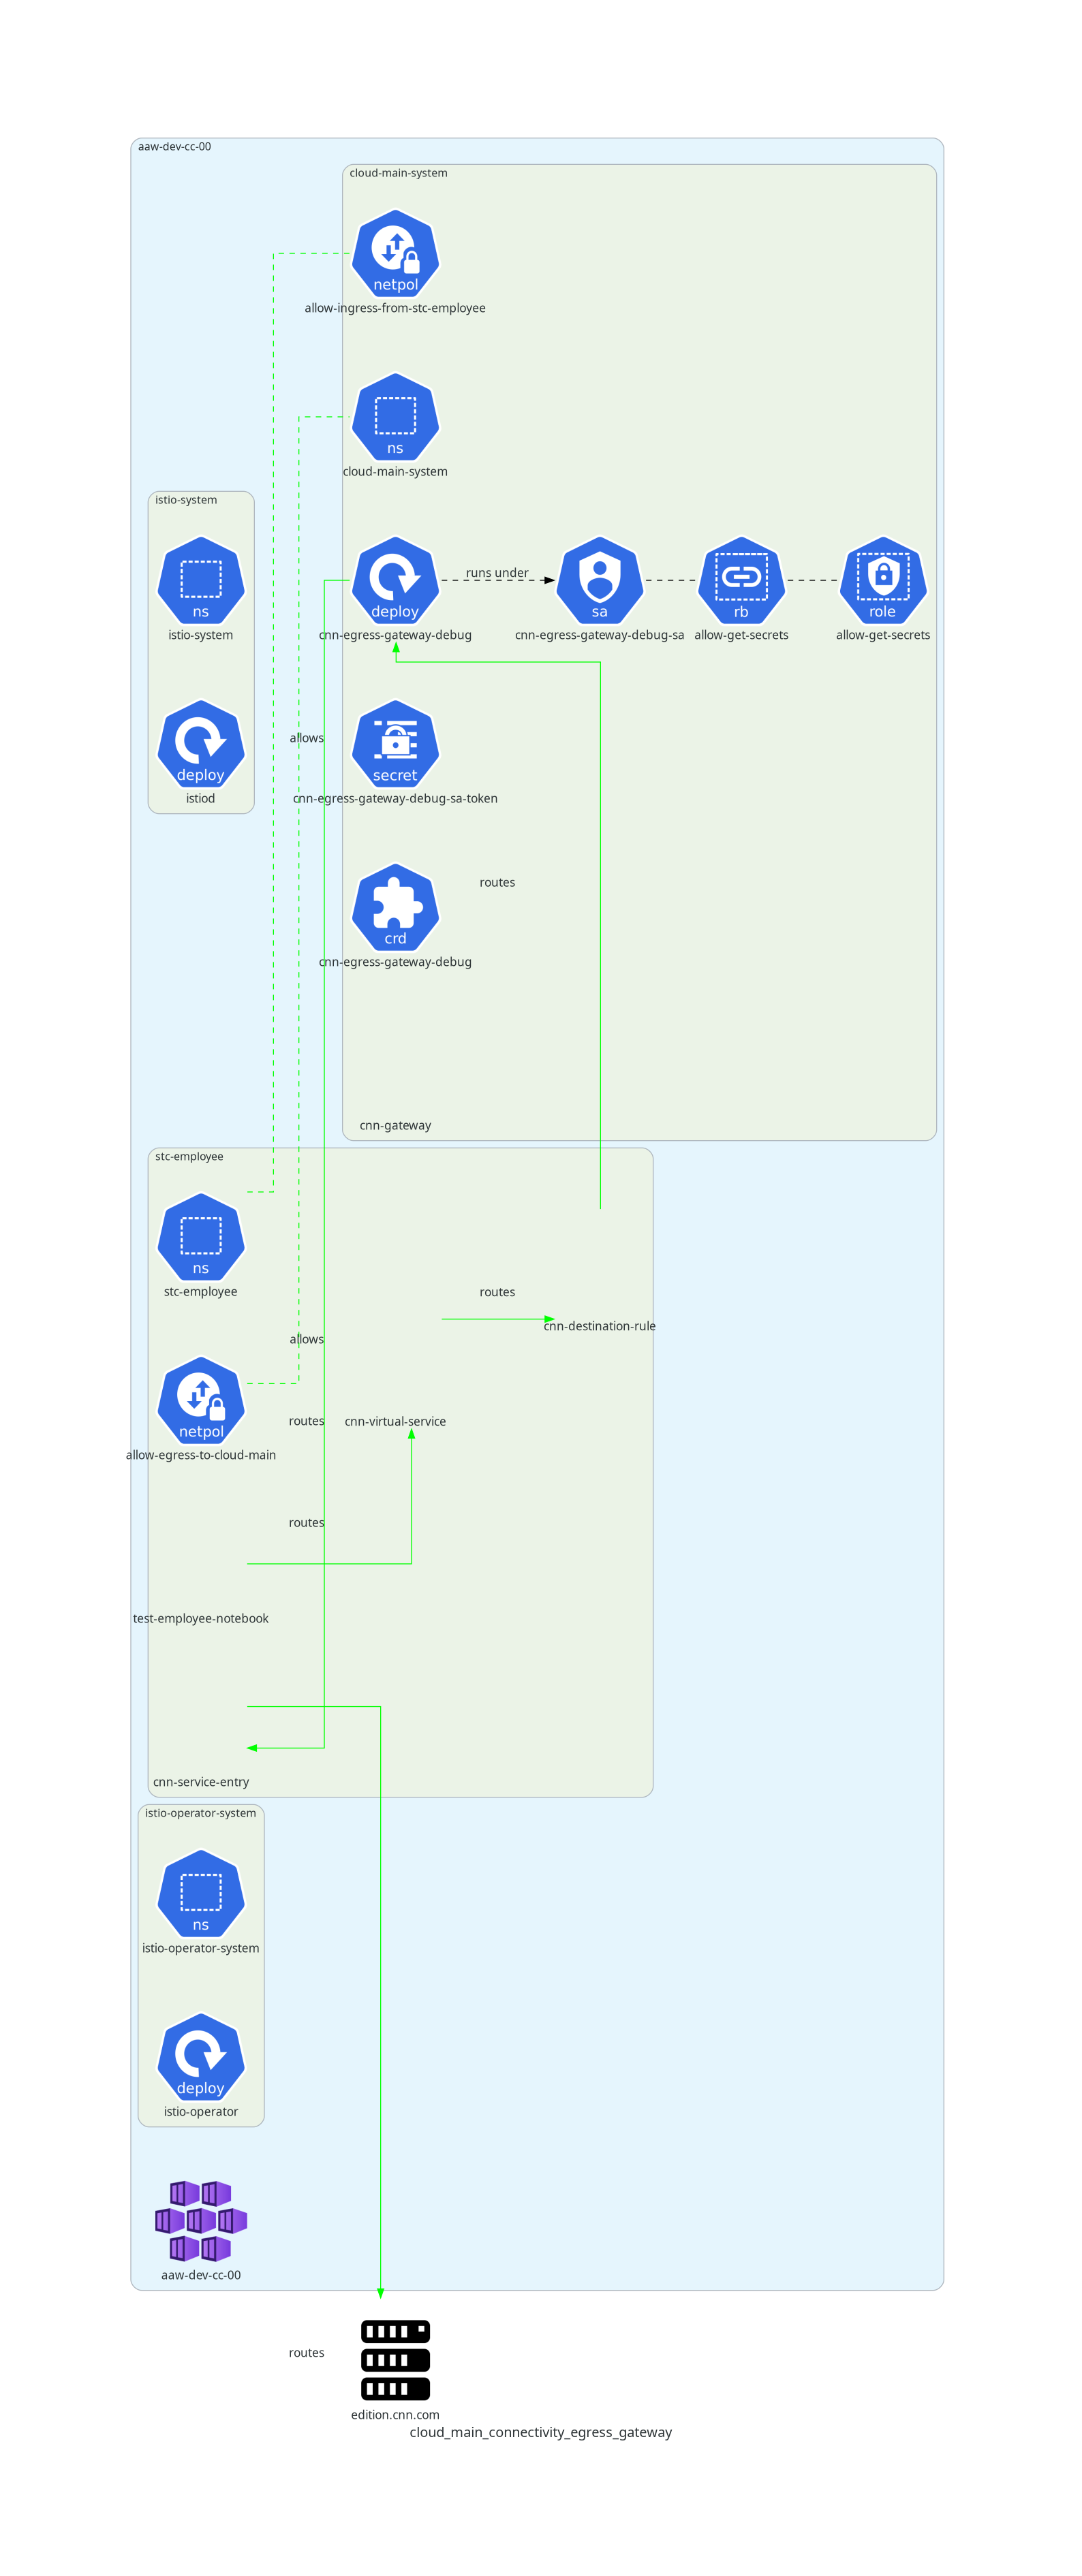 aaw-dev-cc-00
cloud-main-system
netpol
allow-ingress-from-stc-employee
ns
cloud-main-system
istio-system
ns
istio-system
deploy
cnn-egress-gateway-debug
runs under
sa
cnn-egress-gateway-debug-sa
rb
allow-get-secrets
role
allow-get-secrets
deploy
istiod
allows
secret
cnn-egress-gateway-debug-sa-token
routes
crd
cnn-egress-gateway-debug
cnn-gateway
stc-employee
ns
stc-employee
routes
cnn-destination-rule
allows
netpol
allow-egress-to-cloud-main
routes
cnn-virtual-service
routes
test-employee-notebook
cnn-service-entry
istio-operator-system
ns
istio-operator-system
deploy
istio-operator
aaw-dev-cc-00
routes
edition.cnn.com
cloud_main_connectivity_egress_gateway